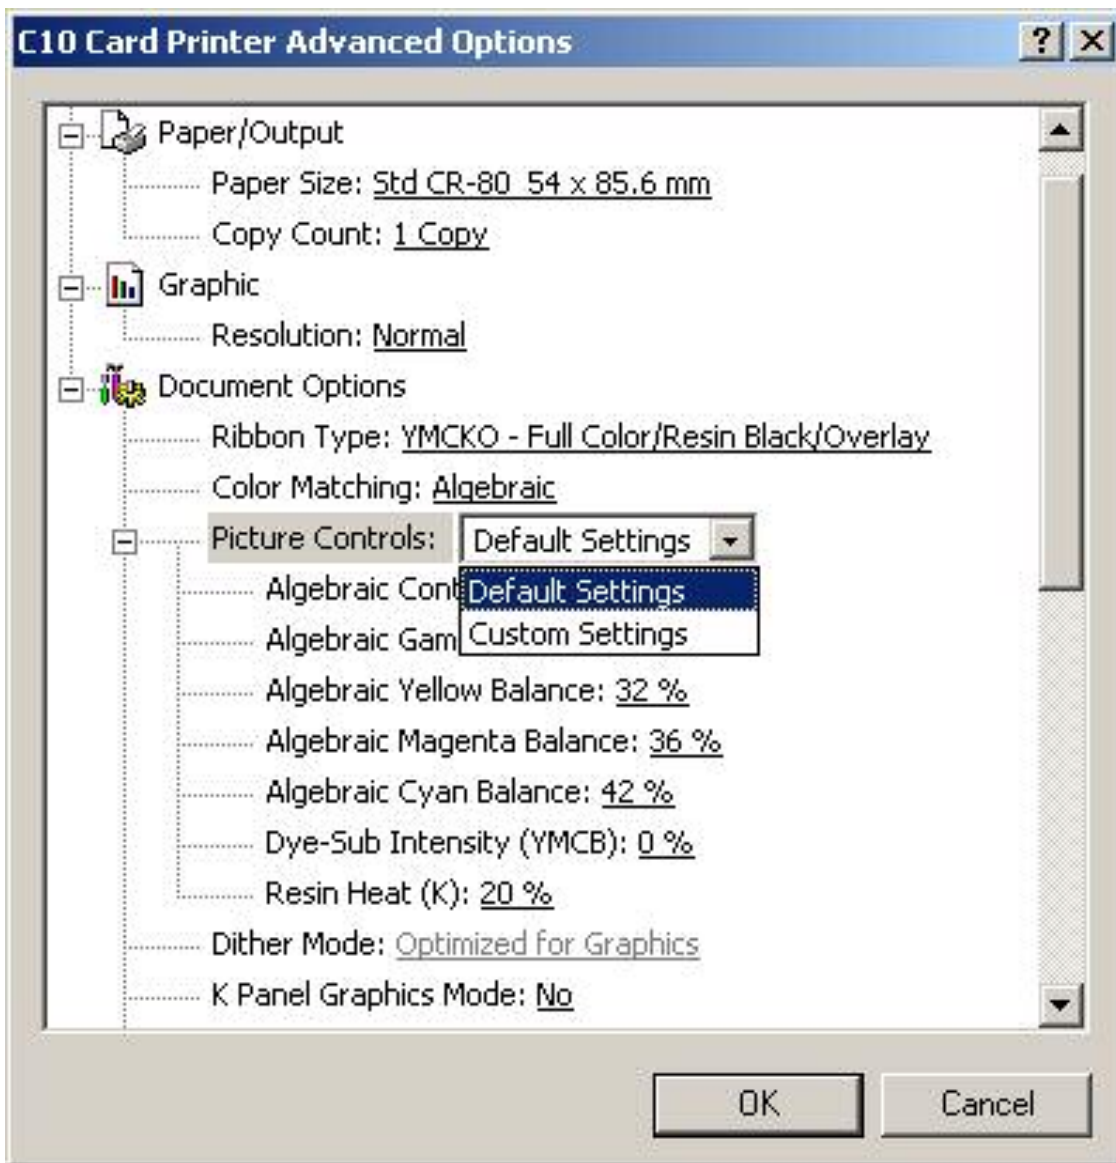 C10 Card Printer Advanced Options
Paper/Output
Paper Size: Std CR-80 54 x 85.6 mm
Copy Count: 1 Copy
Graphic
Resolution: Normal
Document Options
Ribbon Type: YMCKO - Full Color/Resin Black/Overlay
Color Matching: Algebraic
Picture Controls: Default Settings
Algebraic Cont Default Settings
Algebraic Gam Custom Settings
Algebraic Yellow Balance: 32 %
Algebraic Magenta Balance: 36 %
Algebraic Cyan Balance: 42 %
Dye-Sub Intensity (YMCB): 0 %
Resin Heat (K): 20 %
Dither Mode: Optimized for Graphics
K Panel Graphics Mode: No
OK Cancel